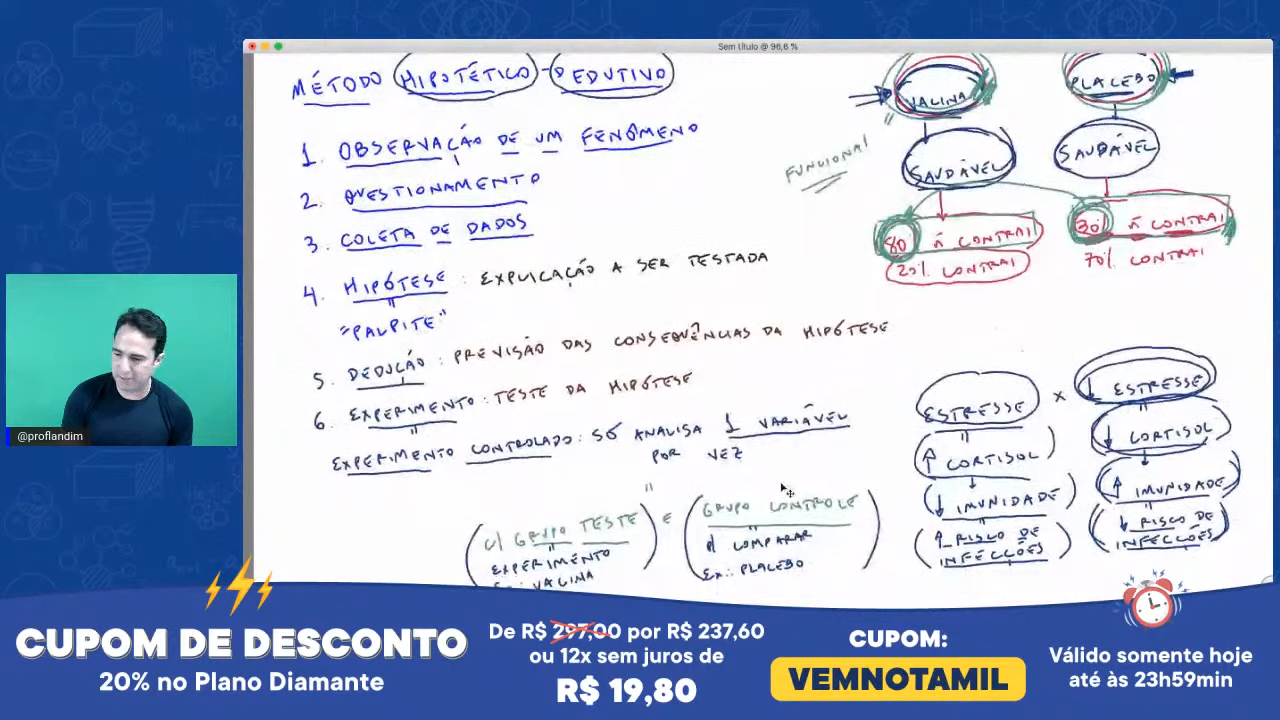 Sem título @ 96,6 %
MÉTODO HIPOTÉTICO-DEDUTIVO
1. OBSERVAÇÃO DE UM FENÔMENO
2. QUESTIONAMENTO
3. COLETA DE DADOS
4. HIPÓTESE : EXPLICAÇÃO A SER TESTADA
"PALPITE"
5. DEDUÇÃO : PREVISÃO DAS CONSEQUÊNCIAS DA HIPÓTESE
6. EXPERIMENTO : TESTE DA HIPÓTESE
EXPERIMENTO CONTROLADO: SÓ ANALISA 1 VARIÁVEL
POR VEZ
C/ GRUPO TESTE E GRUPO CONTROLE
EXPERIMENTO
P/ COMPARAR
Ex.: VACINA
Ex.: PLACEBO
VACINA
PLACEBO
FUNCIONA!
SAUDÁVEL
SAUDÁVEL
80 Ñ CONTRAI
30% Ñ CONTRAI
20% CONTRAI
70% CONTRAI
ESTRESSE x ↓ ESTRESSE
↑ CORTISOL
↓ CORTISOL
↓ IMUNIDADE
↑ IMUNIDADE
↑ RISCO DE
INFECCÕES
↓ RISCO DE
INFECCÕES
@proflandim
CUPOM DE DESCONTO
20% no Plano Diamante
De R$ 297,00 por R$ 237,60
ou 12x sem juros de
R$ 19,80
CUPOM:
VEMNOTAMIL
Válido somente hoje
até às 23h59min